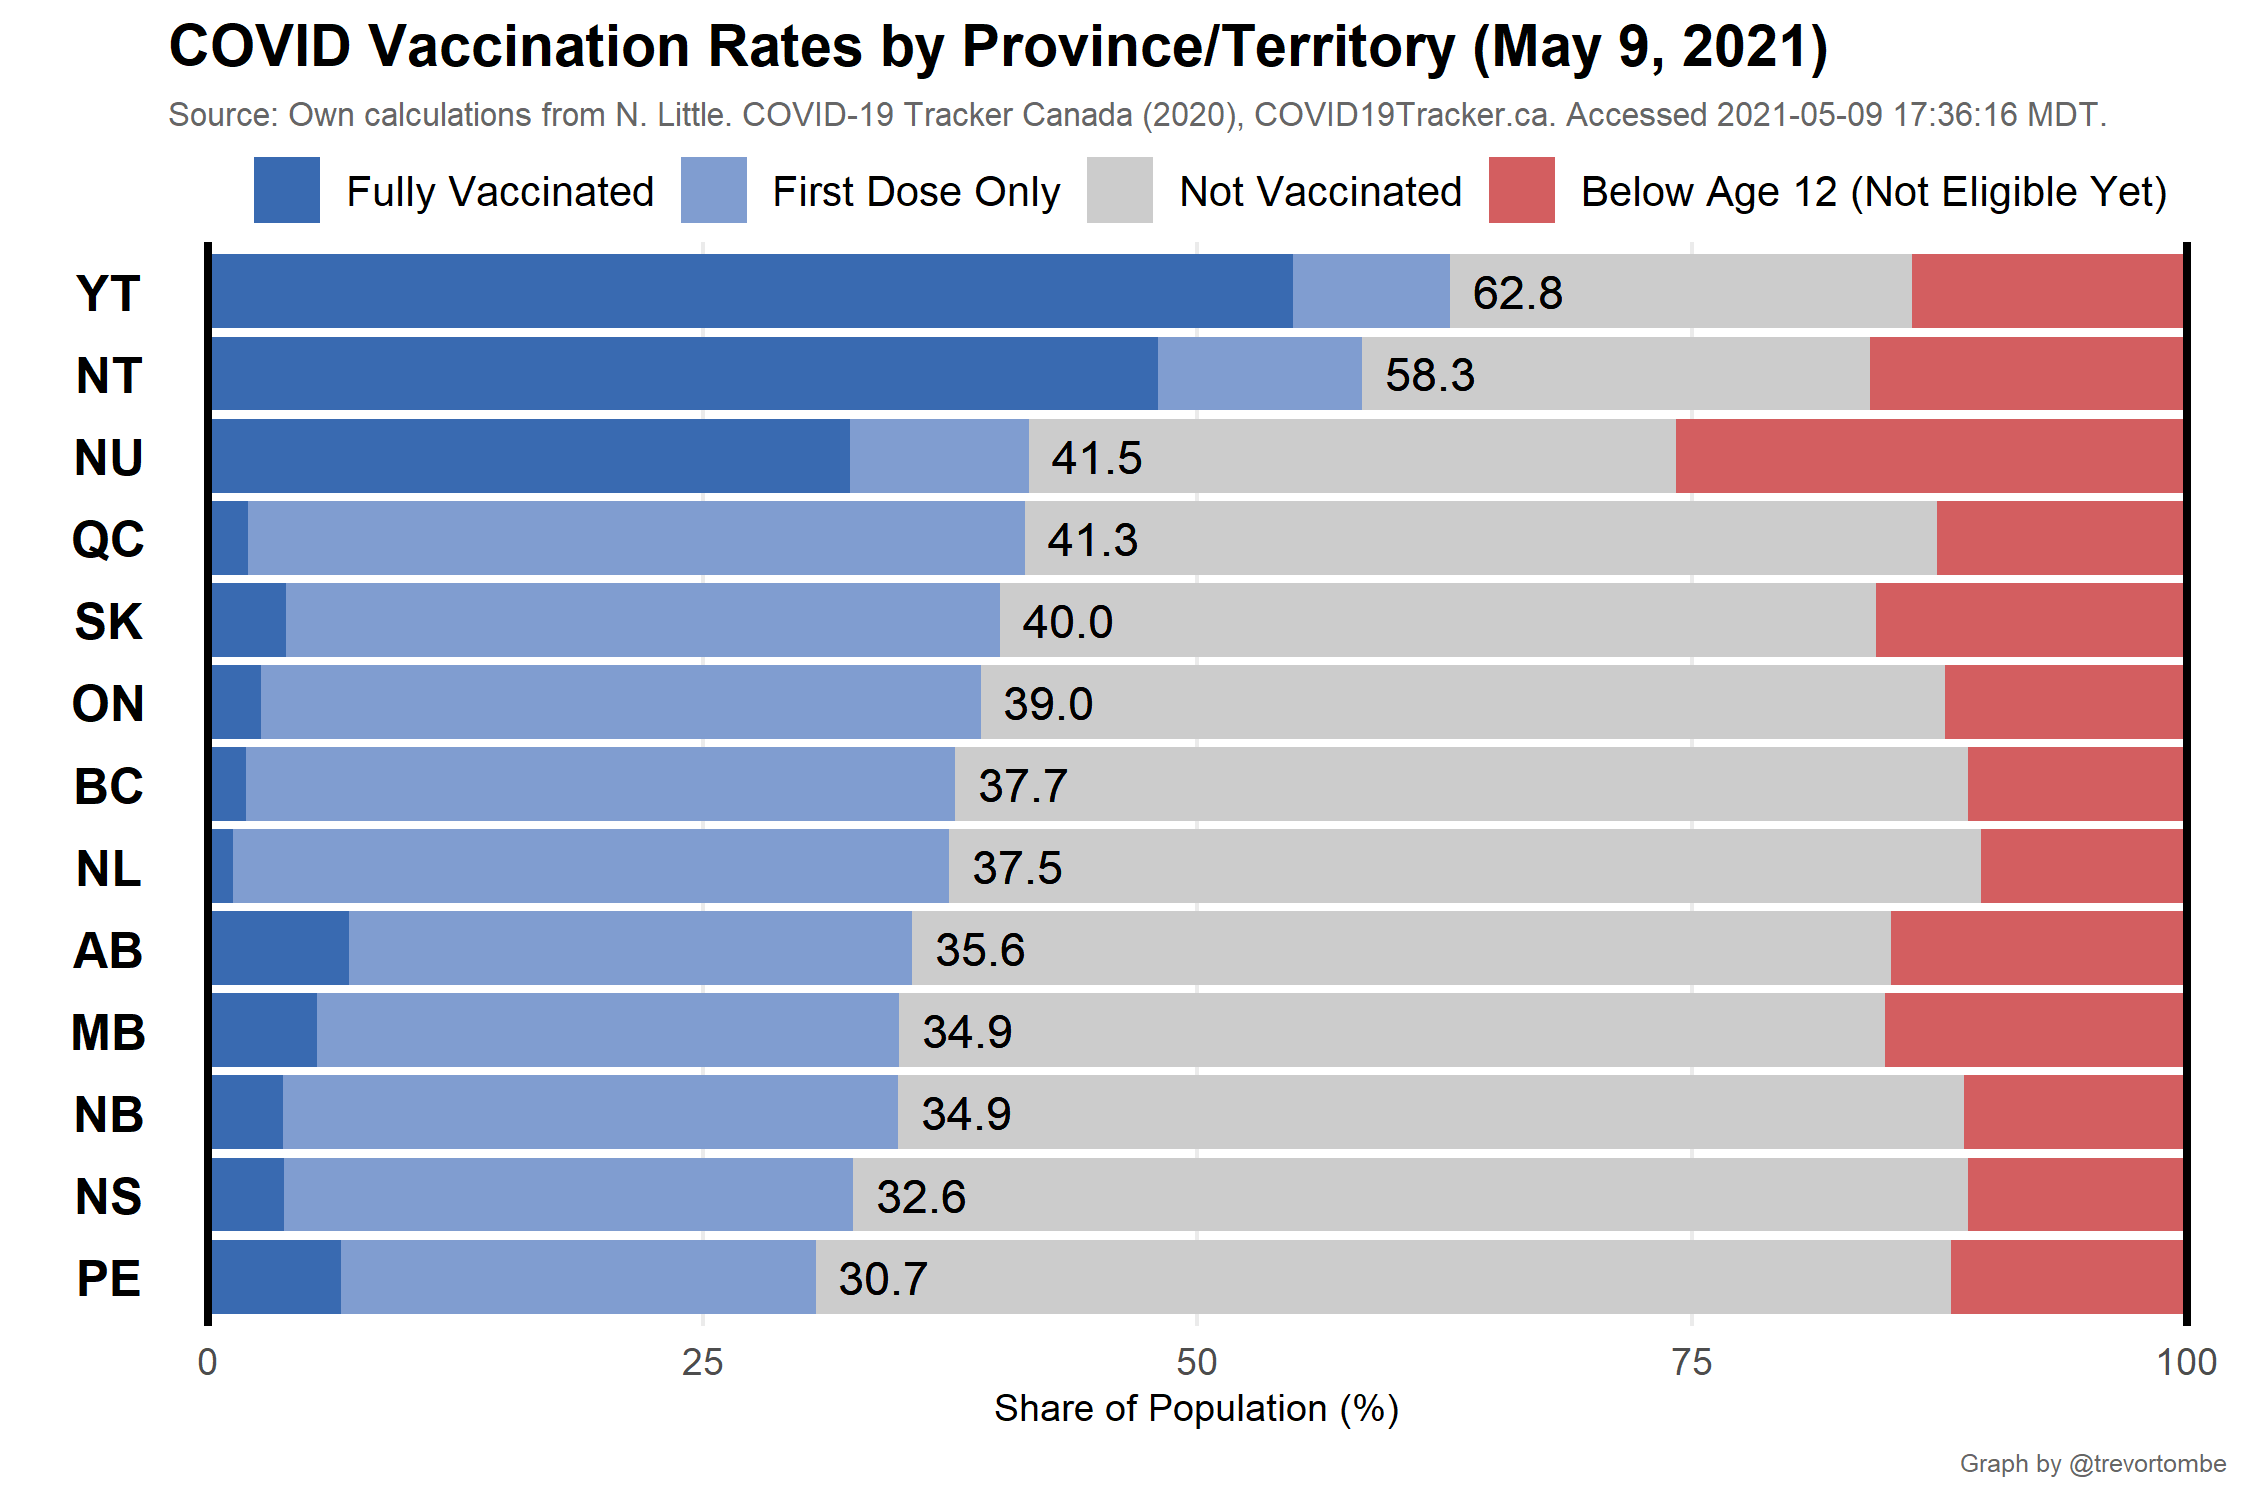 COVID Vaccination Rates by Province/Territory (May 9, 2021)
Source: Own calculations from N. Little. COVID-19 Tracker Canada (2020), COVID19Tracker.ca. Accessed 2021-05-09 17:36:16 MDT.
Fully Vaccinated First Dose Only Not Vaccinated Below Age 12 (Not Eligible Yet)
YT 62.8
NT 58.3
NU 41.5
QC 41.3
SK 40.0
ON 39.0
BC 37.7
NL 37.5
AB 35.6
MB 34.9
NB 34.9
NS 32.6
PE 30.7
0 25 50 75 100
Share of Population (%)
Graph by @trevortombe